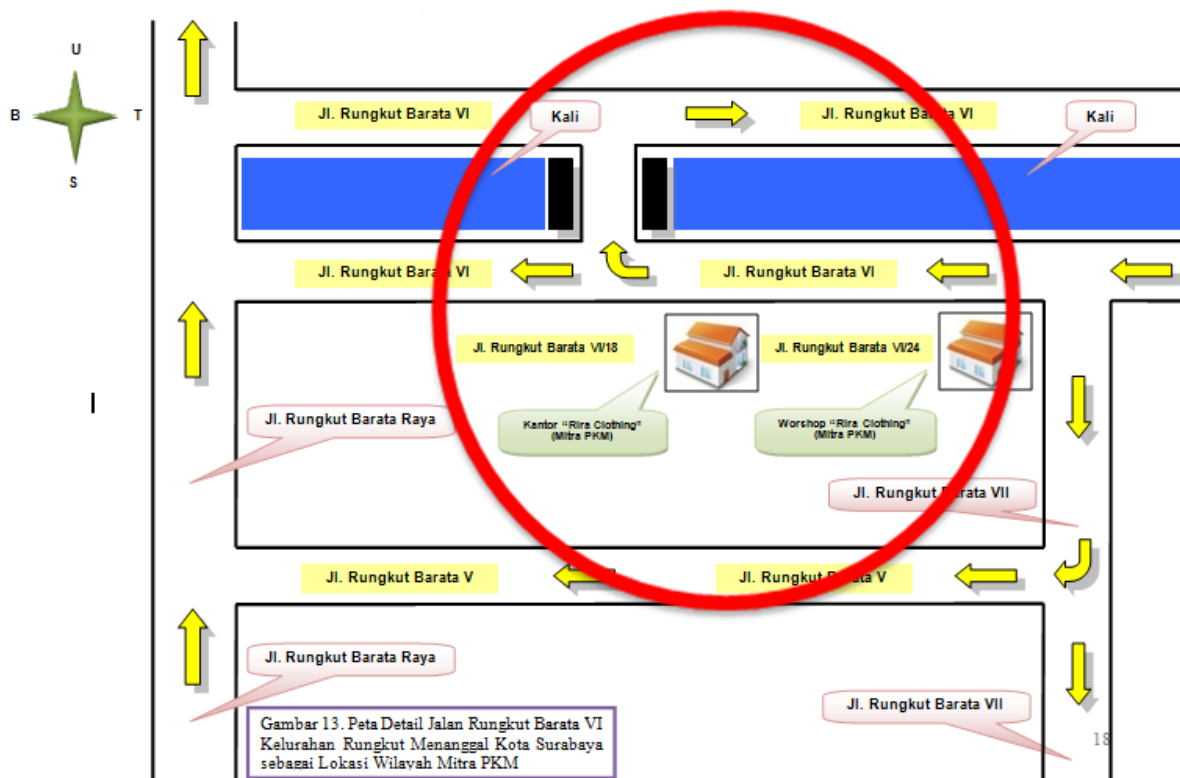 U
B
T
S
Jl. Rungkut Barata VI
Kali
Jl. Rungkut Barata VI
Kali
Jl. Rungkut Barata VI
Jl. Rungkut Barata VI
Jl. Rungkut Barata VI/18
Jl. Rungkut Barata VI/24
Jl. Rungkut Barata Raya
Kantor “Rira Clothing”
(Mitra PKM)
Worshop “Rira Clothing”
(Mitra PKM)
Jl. Rungkut Barata VII
Jl. Rungkut Barata V
Jl. Rungkut Barata V
Jl. Rungkut Barata Raya
Jl. Rungkut Barata VII
Gambar 13. Peta Detail Jalan Rungkut Barata VI
Kelurahan Rungkut Menanggal Kota Surabaya
sebagai Lokasi Wilayah Mitra PKM
18